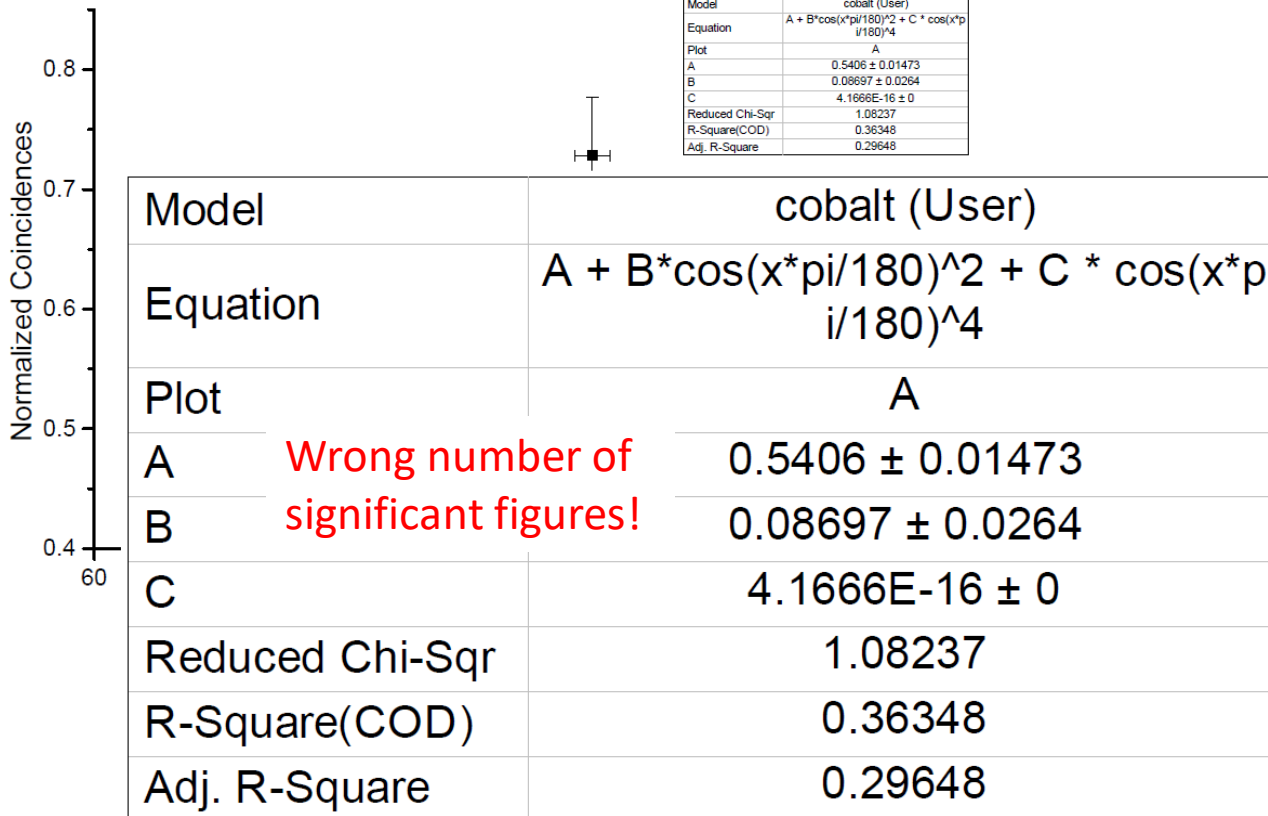 Model cobalt (User)
Equation A + B*cos(x*pi/180)^2 + C * cos(x*p
i/180)^4
Plot A
A 0.5406 ± 0.01473
B 0.08697 ± 0.0264
C 4.1666E-16 ± 0
Reduced Chi-Sqr 1.08237
R-Square(COD) 0.36348
Adj. R-Square 0.29648
Normalized Coincidences
0.8
0.7
0.6
0.5
0.4
60
Model cobalt (User)
Equation A + B*cos(x*pi/180)^2 + C * cos(x*p
i/180)^4
Plot A
A 0.5406 ± 0.01473
B 0.08697 ± 0.0264
C 4.1666E-16 ± 0
Reduced Chi-Sqr 1.08237
R-Square(COD) 0.36348
Adj. R-Square 0.29648
Wrong number of
significant figures!